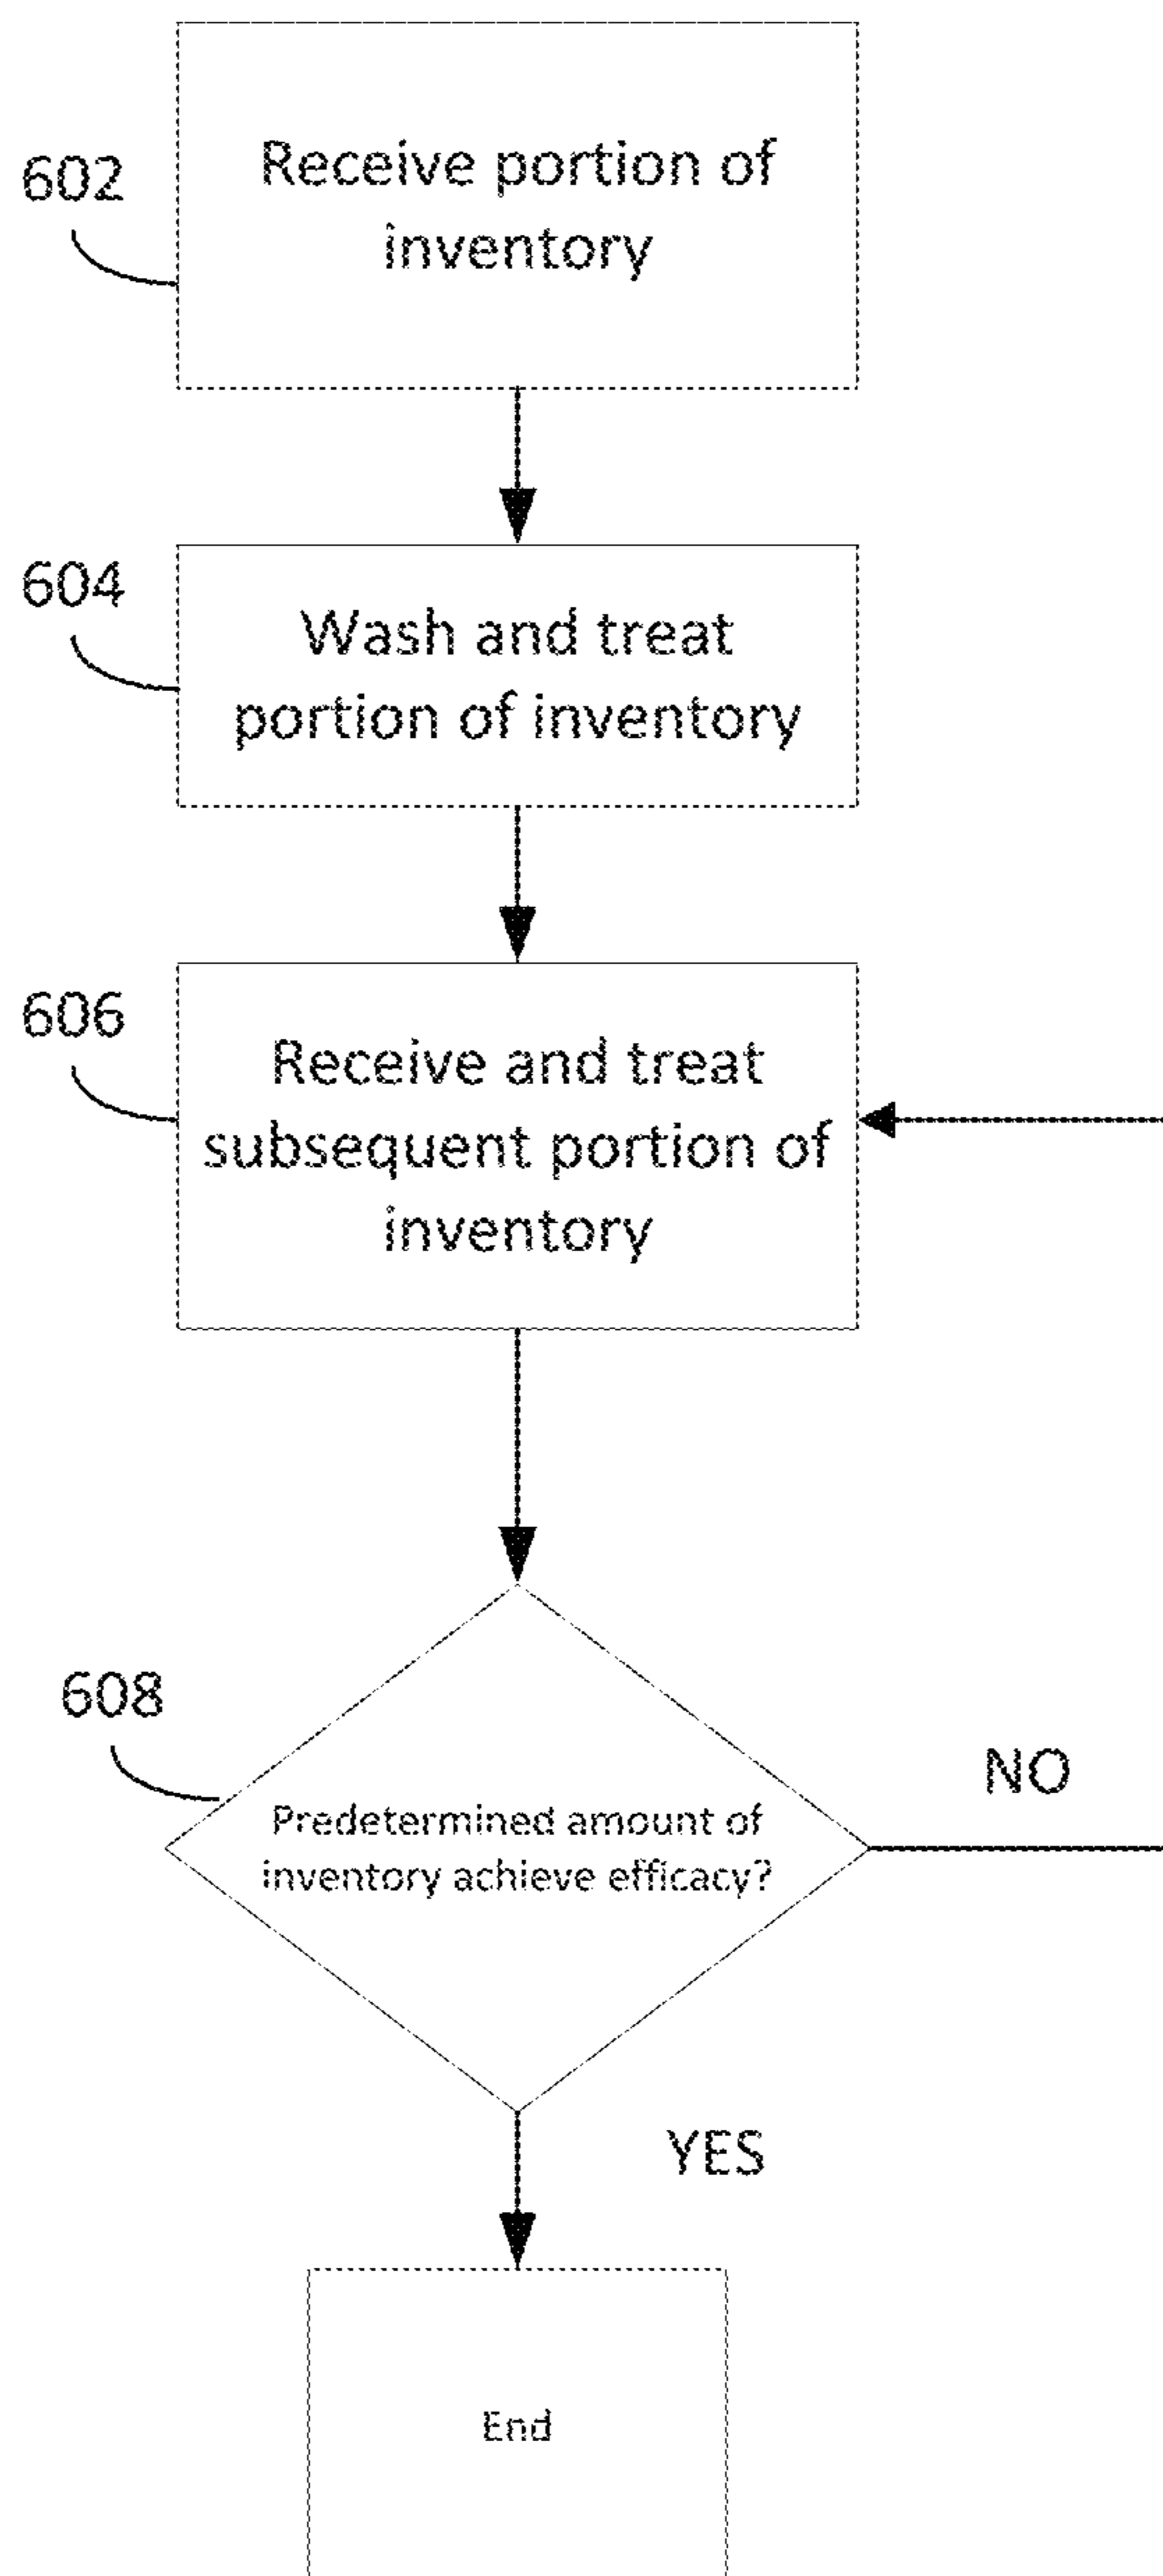 602
Receive portion of
inventory
604
Wash and treat
portion of inventory
606
Receive and treat
subsequent portion of
inventory
608
Predetermined amount of
inventory achieve efficacy?
NO
YES
End